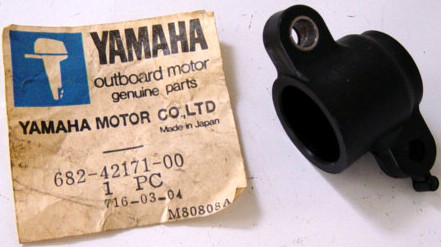 YAMAHA
outboard motor
genuine parts
YAMAHA MOTOR CO.,LTD
Made in Japan
682-42171-00
1 PC
716-03-04
M80808A